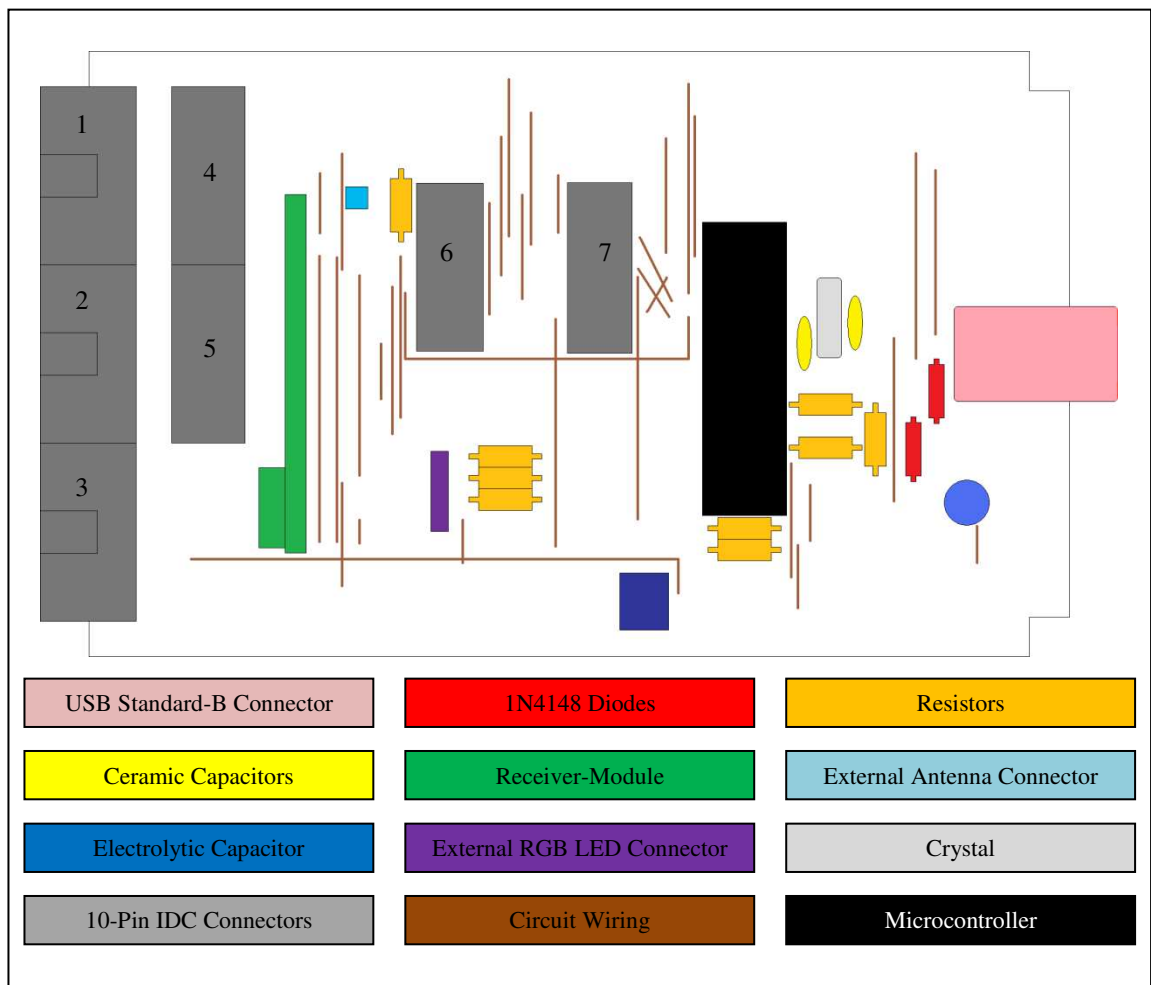 1
4
6
7
2
5
3
USB Standard-B Connector
1N4148 Diodes
Resistors
Ceramic Capacitors
Receiver-Module
External Antenna Connector
Electrolytic Capacitor
External RGB LED Connector
Crystal
10-Pin IDC Connectors
Circuit Wiring
Microcontroller